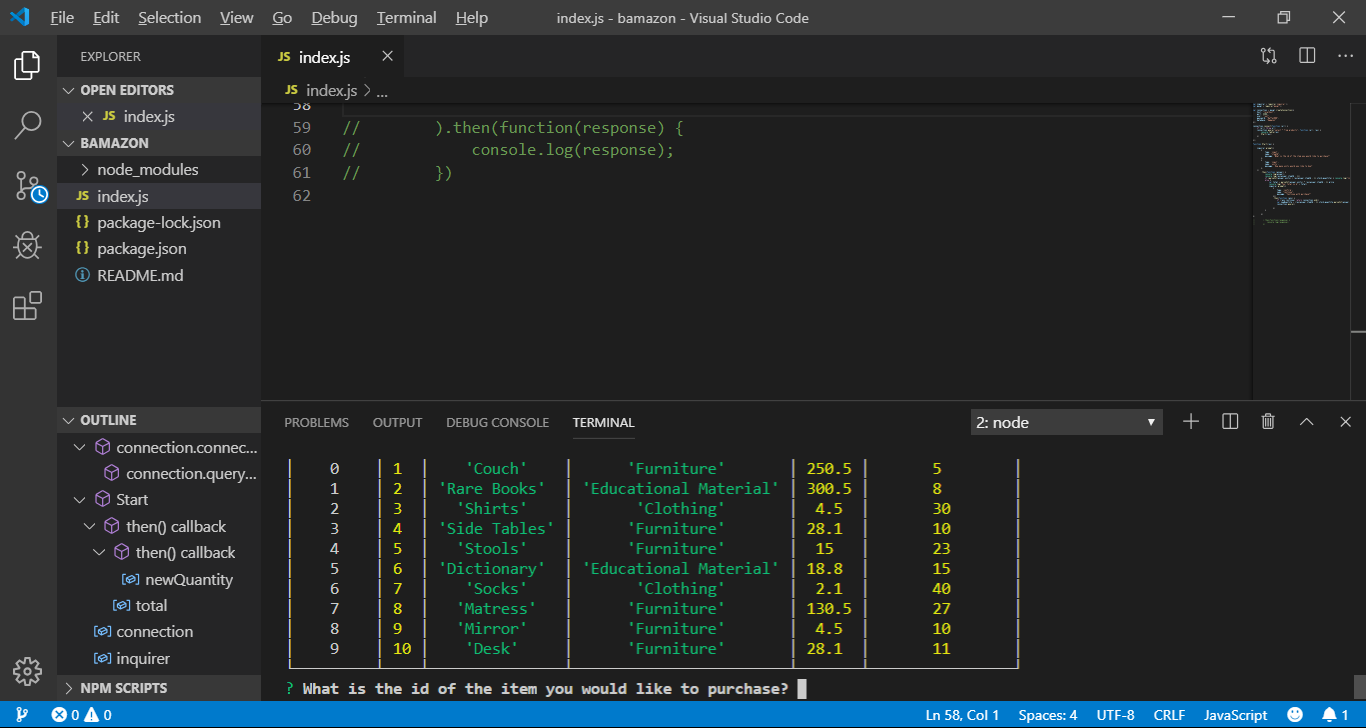 File Edit Selection View Go Debug Terminal Help index.js - bamazon - Visual Studio Code
EXPLORER
OPEN EDITORS
JS index.js
BAMAZON
node_modules
JS index.js
{} package-lock.json
{} package.json
README.md
OUTLINE
connection.connec...
connection.query...
Start
then() callback
then() callback
newQuantity
total
connection
inquirer
NPM SCRIPTS
JS index.js
JS index.js > ...
58
59 // ).then(function(response) {
60 // console.log(response);
61 // })
62
PROBLEMS OUTPUT DEBUG CONSOLE TERMINAL 2: node
│ 0 │ 1 │ 'Couch' │ 'Furniture' │ 250.5 │ 5 │
│ 1 │ 2 │ 'Rare Books' │ 'Educational Material' │ 300.5 │ 8 │
│ 2 │ 3 │ 'Shirts' │ 'Clothing' │ 4.5 │ 30 │
│ 3 │ 4 │ 'Side Tables' │ 'Furniture' │ 28.1 │ 10 │
│ 4 │ 5 │ 'Stools' │ 'Furniture' │ 15 │ 23 │
│ 5 │ 6 │ 'Dictionary' │ 'Educational Material' │ 18.8 │ 15 │
│ 6 │ 7 │ 'Socks' │ 'Clothing' │ 2.1 │ 40 │
│ 7 │ 8 │ 'Matress' │ 'Furniture' │ 130.5 │ 27 │
│ 8 │ 9 │ 'Mirror' │ 'Furniture' │ 4.5 │ 10 │
│ 9 │ 10 │ 'Desk' │ 'Furniture' │ 28.1 │ 11 │
? What is the id of the item you would like to purchase?
0 0 Ln 58, Col 1 Spaces: 4 UTF-8 CRLF JavaScript 1